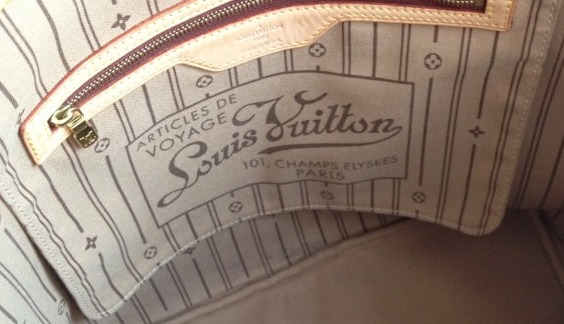 ARTICLES DE
VOYAGE
Louis Vuitton
101, CHAMPS ELYSEES
PARIS